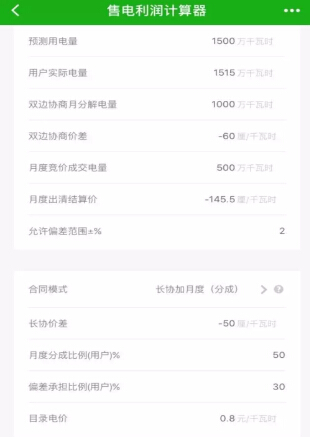 售电利润计算器
预测用电量 1500 万千瓦时
用户实际电量 1515 万千瓦时
双边协商月分解电量 1000 万千瓦时
双边协商价差 -60 厘/千瓦时
月度竞价成交电量 500 万千瓦时
月度出清结算价 -145.5 厘/千瓦时
允许偏差范围±% 2
合同模式 长协加月度（分成） > ?
长协价差 -50 厘/千瓦时
月度分成比例(用户)% 50
偏差承担比例(用户)% 30
目录电价 0.8 元/千瓦时